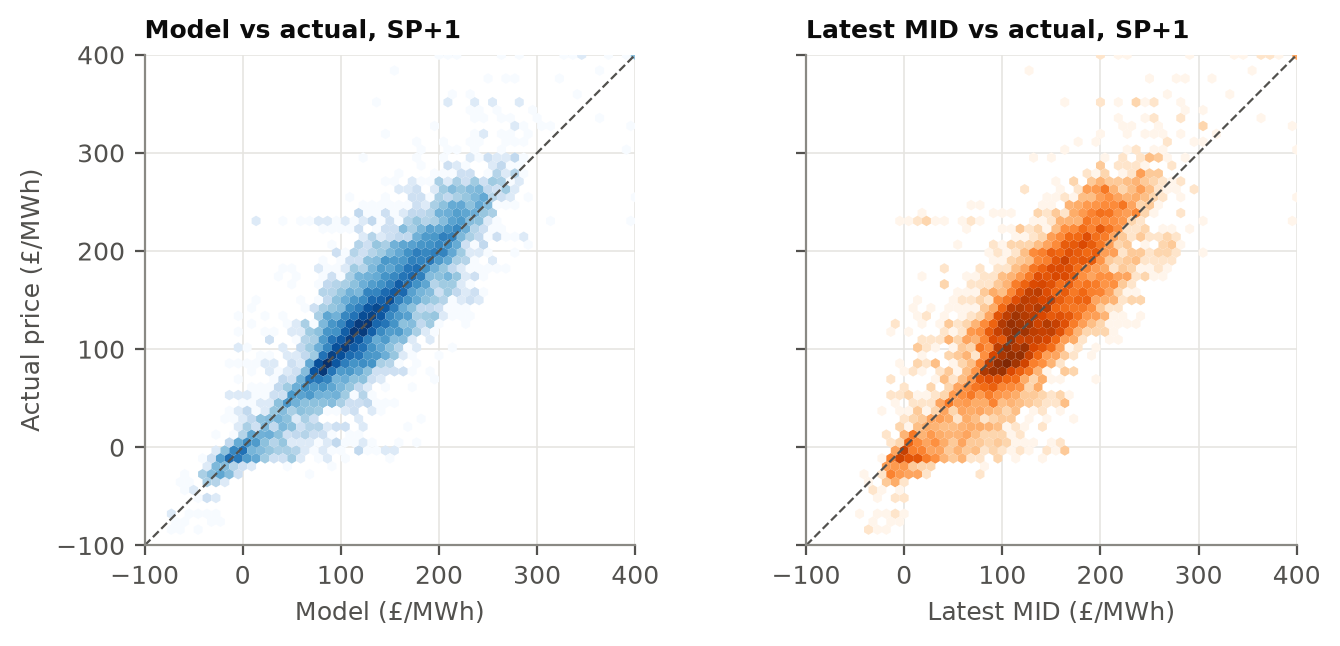 Model vs actual, SP+1
Latest MID vs actual, SP+1
Actual price (£/MWh)
400
300
200
100
0
−100
−100 0 100 200 300 400
−100 0 100 200 300 400
Model (£/MWh)
Latest MID (£/MWh)